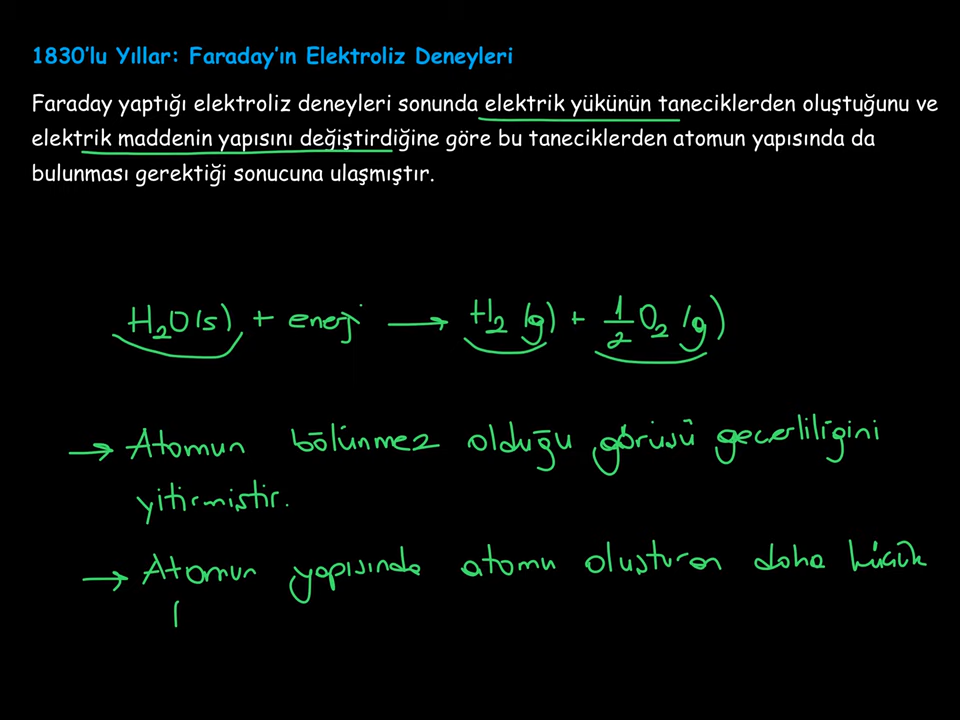 1830'lu Yıllar: Faraday'ın Elektroliz Deneyleri
Faraday yaptığı elektroliz deneyleri sonunda elektrik yükünün taneciklerden oluştuğunu ve
elektrik maddenin yapısını değiştirdiğine göre bu taneciklerden atomun yapısında da
bulunması gerektiği sonucuna ulaşmıştır.
H₂O(s) + enerji → H₂ (g) + 1/2 O₂ (g)
→ Atomun bölünmez olduğu görüşü geçerliliğini
yitirmiştir.
→ Atomun yapısında atomu oluşturan daha küçük